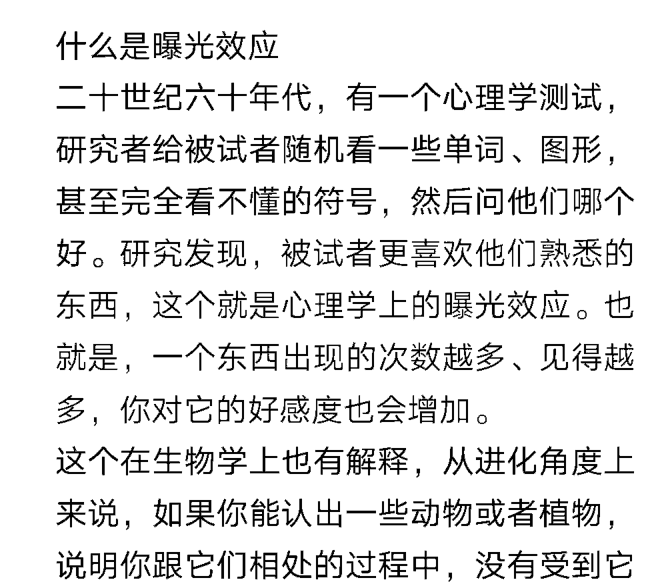 什么是曝光效应
二十世纪六十年代，有一个心理学测试，
研究者给被试者随机看一些单词、图形，
甚至完全看不懂的符号，然后问他们哪个
好。研究发现，被试者更喜欢他们熟悉的
东西，这个就是心理学上的曝光效应。也
就是，一个东西出现的次数越多、见得越
多，你对它的好感度也会增加。
这个在生物学上也有解释，从进化角度上
来说，如果你能认出一些动物或者植物，
说明你跟它们相处的过程中，没有受到它